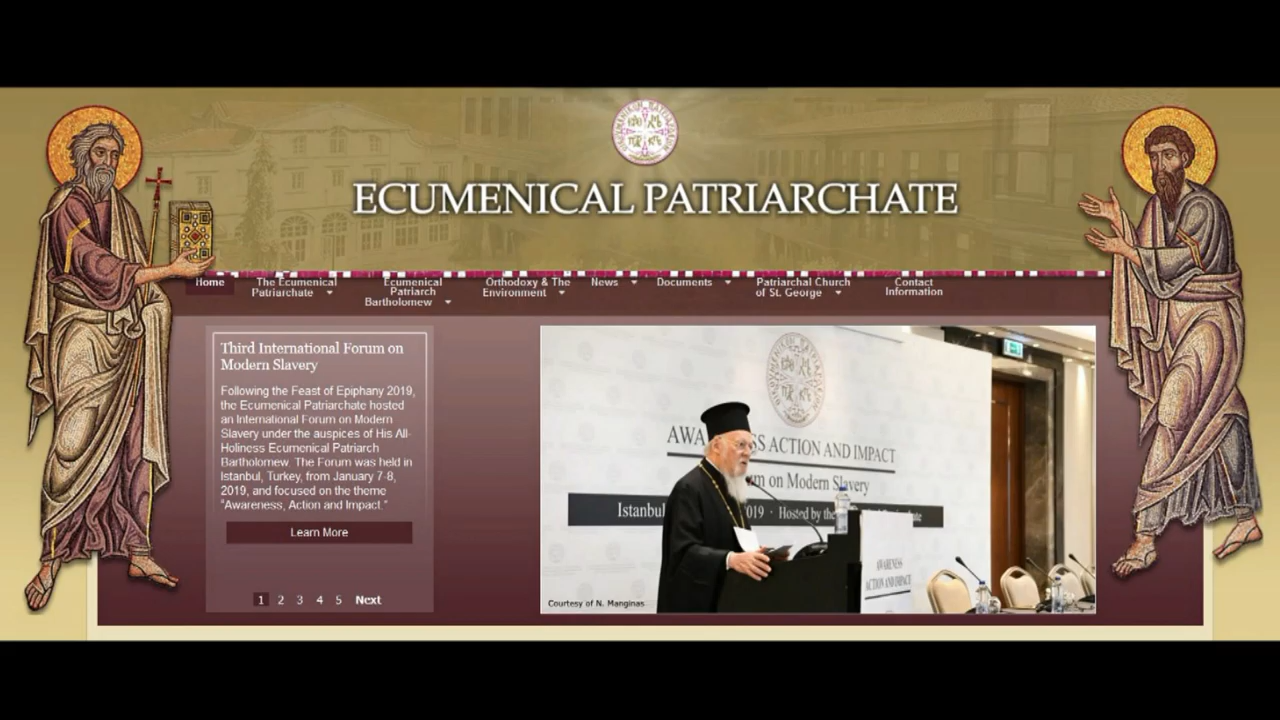 ECUMENICAL PATRIARCHATE
Home
The Ecumenical
Patriarchate
Ecumenical
Patriarch
Bartholomew
Orthodoxy & The
Environment
News
Documents
Patriarchal Church
of St. George
Contact
Information
Third International Forum on
Modern Slavery
Following the Feast of Epiphany 2019,
the Ecumenical Patriarchate hosted
an International Forum on Modern
Slavery under the auspices of His All-
Holiness Ecumenical Patriarch
Bartholomew. The Forum was held in
Istanbul, Turkey, from January 7-8,
2019, and focused on the theme
"Awareness, Action and Impact."
Learn More
1 2 3 4 5 Next
ACTION AND IMPACT
on Modern Slavery
Istanbul 2019 · Hosted by the
AWARENESS
ACTION AND IMPACT
Courtesy of N. Manginas